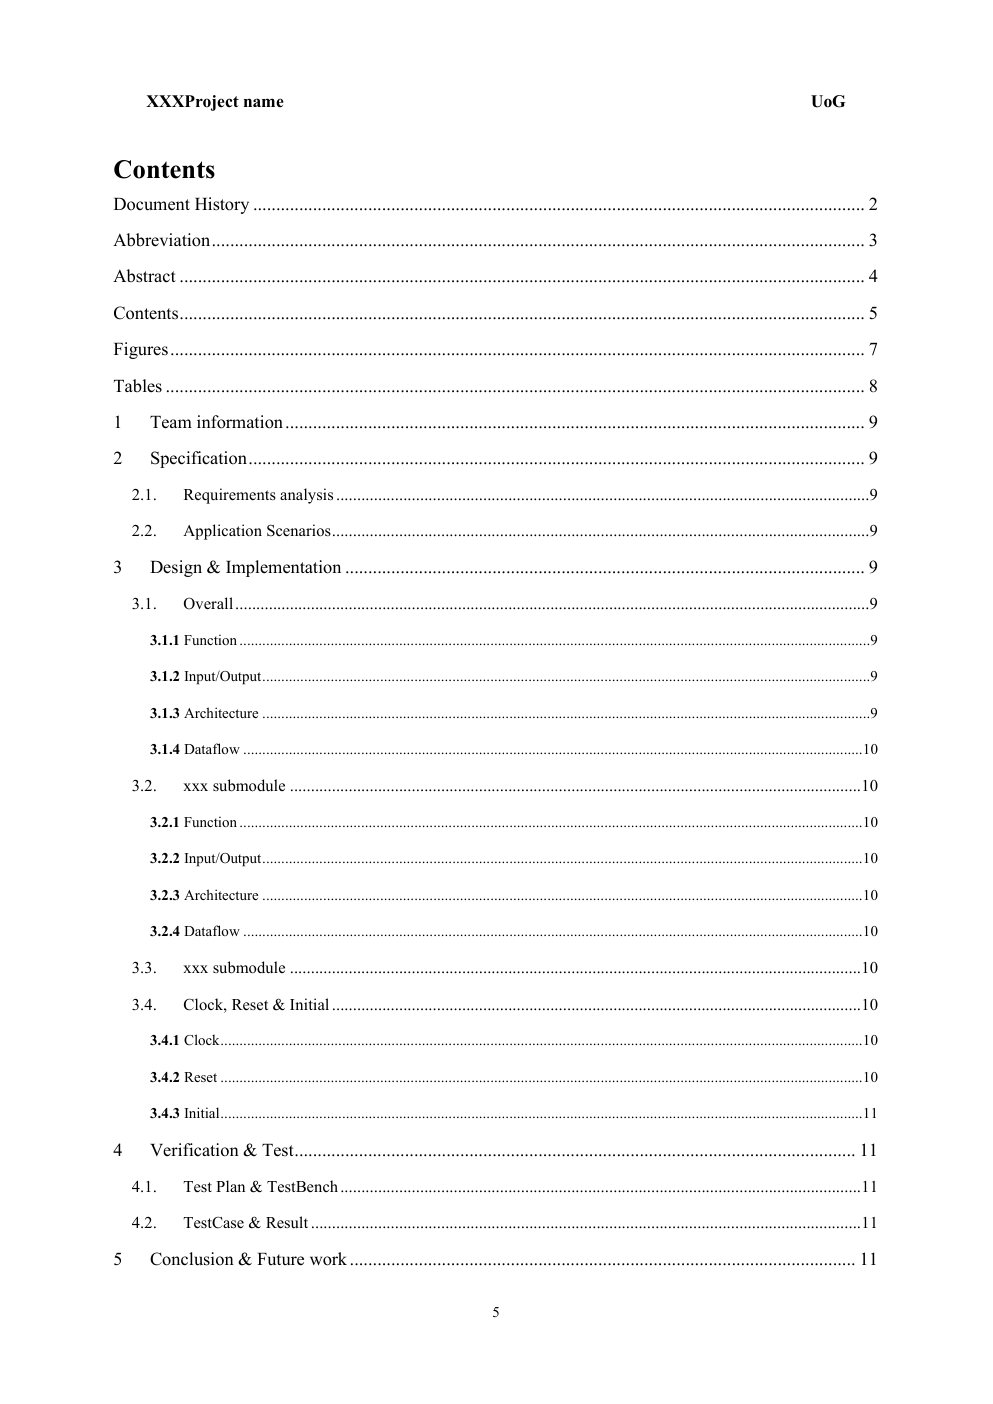 XXXProject name UoG
Contents
Document History ........ 2
Abbreviation ........ 3
Abstract ........ 4
Contents ........ 5
Figures ........ 7
Tables ........ 8
1 Team information ........ 9
2 Specification ........ 9
2.1. Requirements analysis ........ 9
2.2. Application Scenarios ........ 9
3 Design & Implementation ........ 9
3.1. Overall ........ 9
3.1.1 Function ........ 9
3.1.2 Input/Output ........ 9
3.1.3 Architecture ........ 9
3.1.4 Dataflow ........ 10
3.2. xxx submodule ........ 10
3.2.1 Function ........ 10
3.2.2 Input/Output ........ 10
3.2.3 Architecture ........ 10
3.2.4 Dataflow ........ 10
3.3. xxx submodule ........ 10
3.4. Clock, Reset & Initial ........ 10
3.4.1 Clock ........ 10
3.4.2 Reset ........ 10
3.4.3 Initial ........ 11
4 Verification & Test ........ 11
4.1. Test Plan & TestBench ........ 11
4.2. TestCase & Result ........ 11
5 Conclusion & Future work ........ 11
5